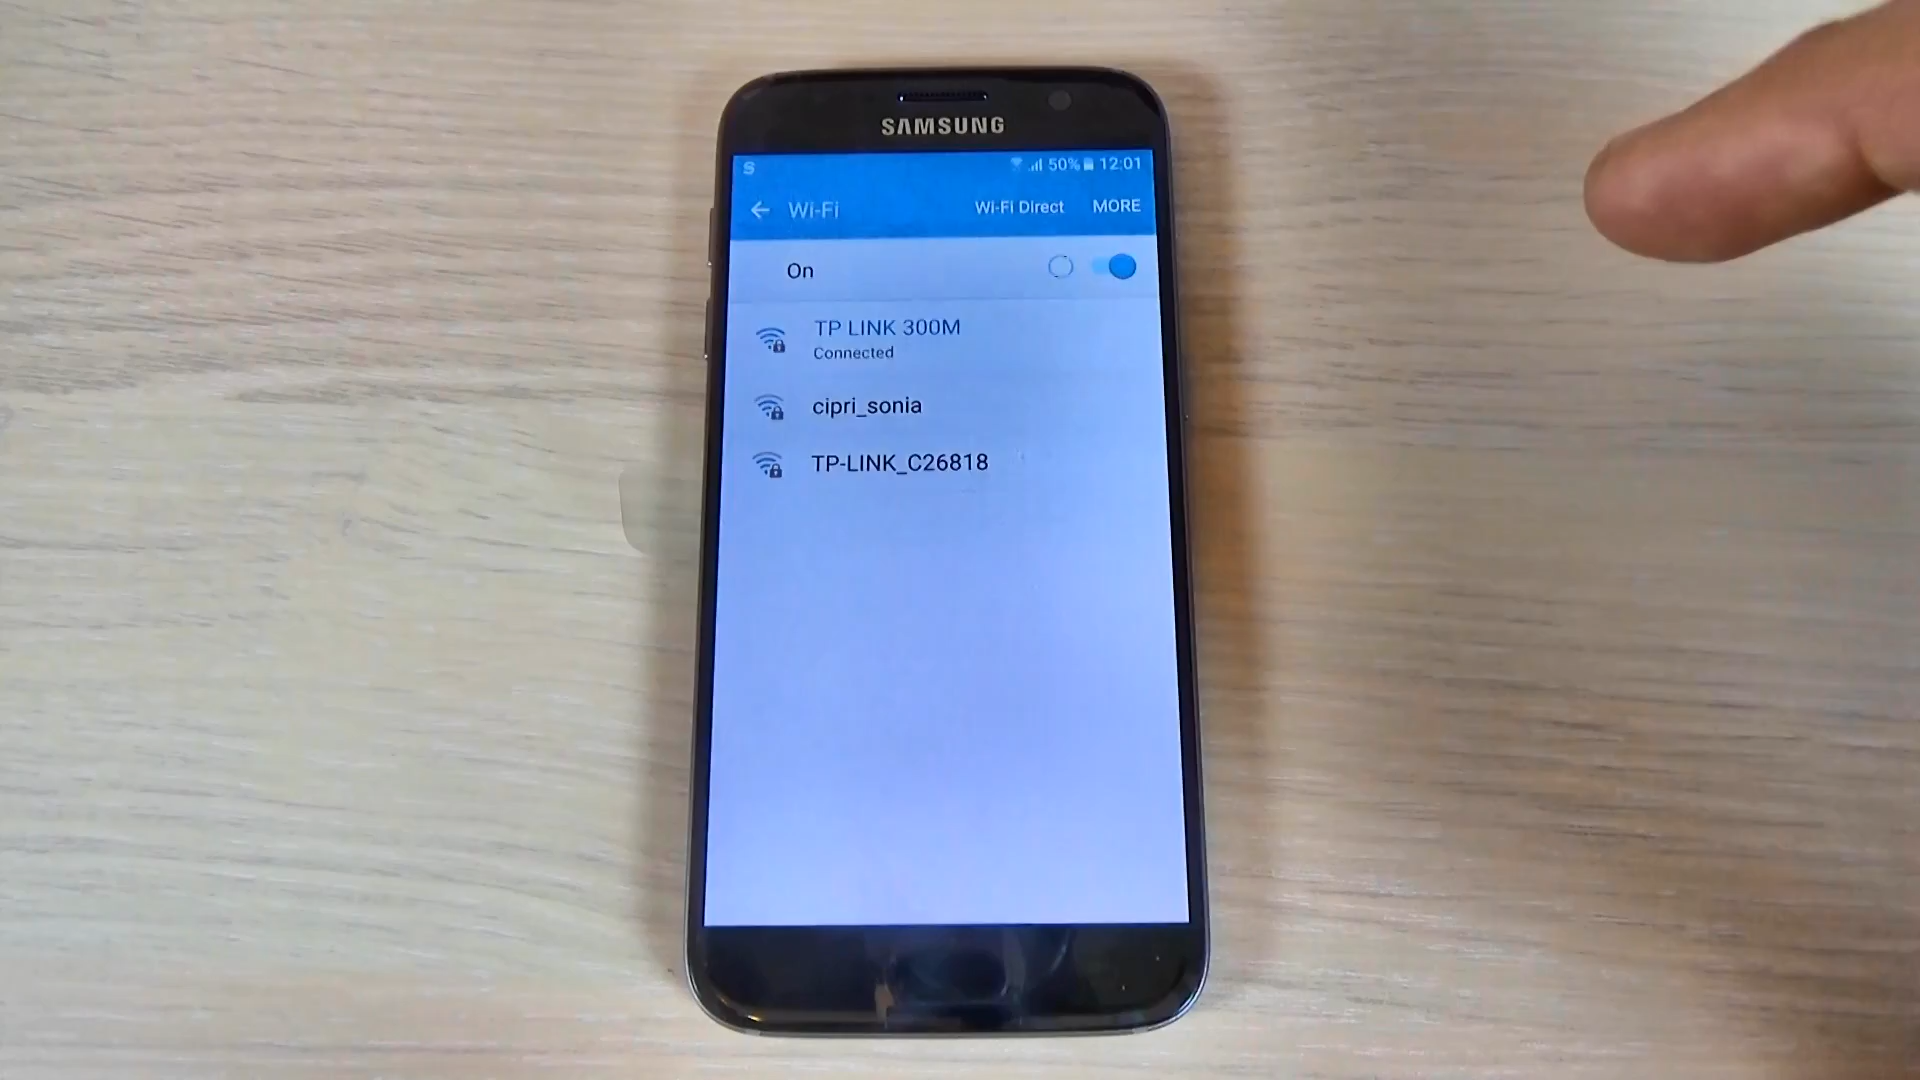 SAMSUNG
S 50% 12:01
Wi-Fi Wi-Fi Direct MORE
On
TP LINK 300M
Connected
cipri_sonia
TP-LINK_C26818